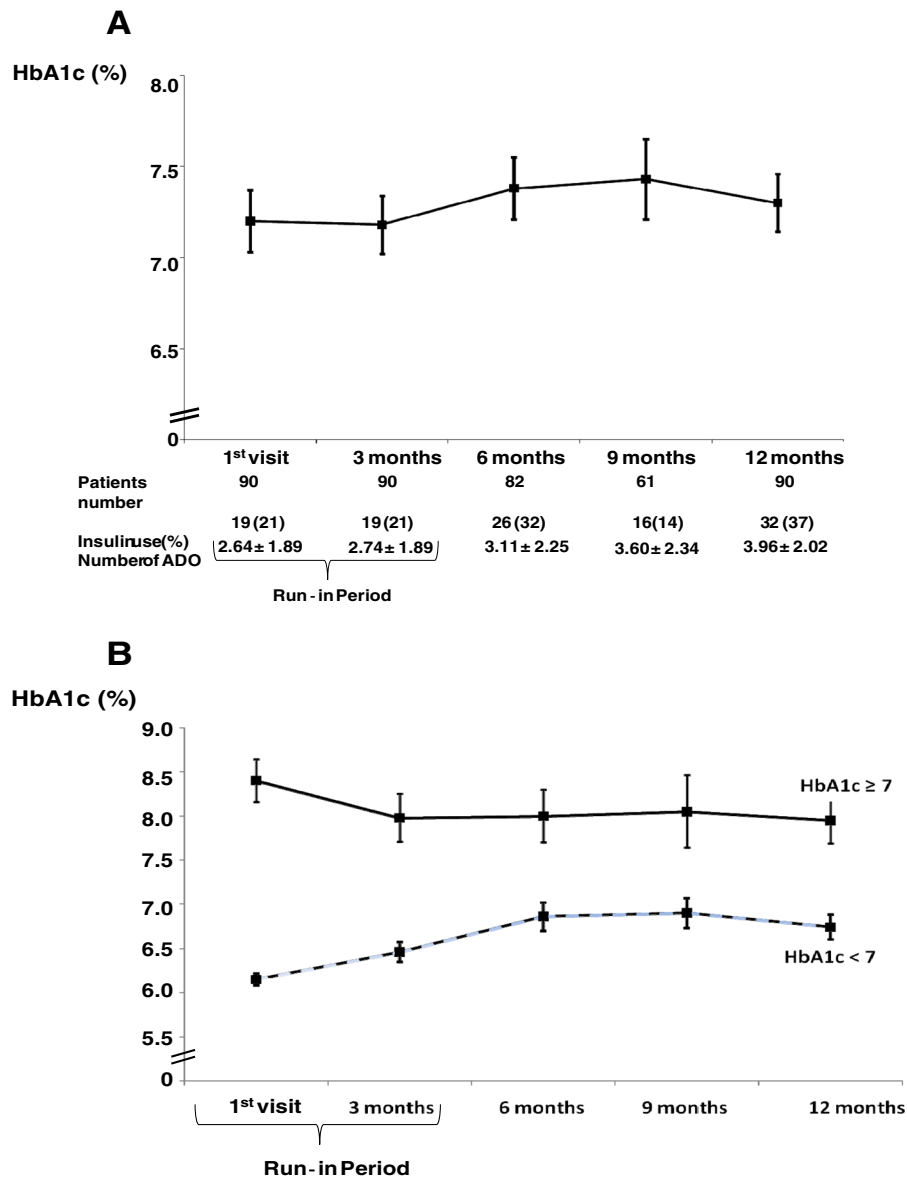 A
HbA1c (%)
8.0
7.5
7.0
6.5
0
1st visit 3 months 6 months 9 months 12 months
Patients 90 90 82 61 90
number
19 (21) 19 (21) 26 (32) 16(14) 32 (37)
Insulinuse(%)
2.64± 1.89 2.74± 1.89 3.11± 2.25 3.60± 2.34 3.96± 2.02
Numberof ADO
Run-in Period
B
HbA1c (%)
9.0
8.5
HbA1c ≥ 7
8.0
7.5
7.0
6.5
HbA1c < 7
6.0
5.5
0
1st visit 3 months 6 months 9 months 12 months
Run-in Period